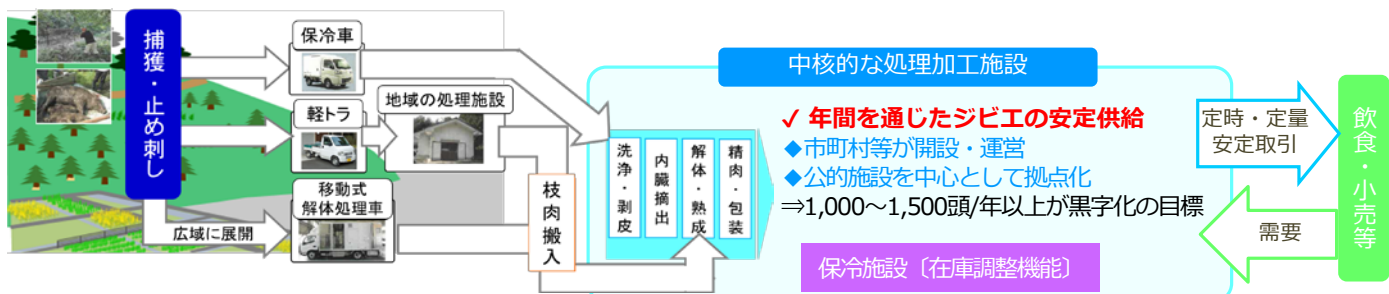 捕獲・止め刺し
保冷車
軽トラ
地域の処理施設
移動式
解体処理車
広域に展開
枝肉搬入
中核的な処理加工施設
洗浄・剥皮
内臓摘出
解体・熟成
精肉・包装
✓ 年間を通じたジビエの安定供給
◆市町村等が開設・運営
◆公的施設を中心として拠点化
⇒1,000～1,500頭/年以上が黒字化の目標
保冷施設〔在庫調整機能〕
定時・定量
安定取引
需要
飲食・小売等